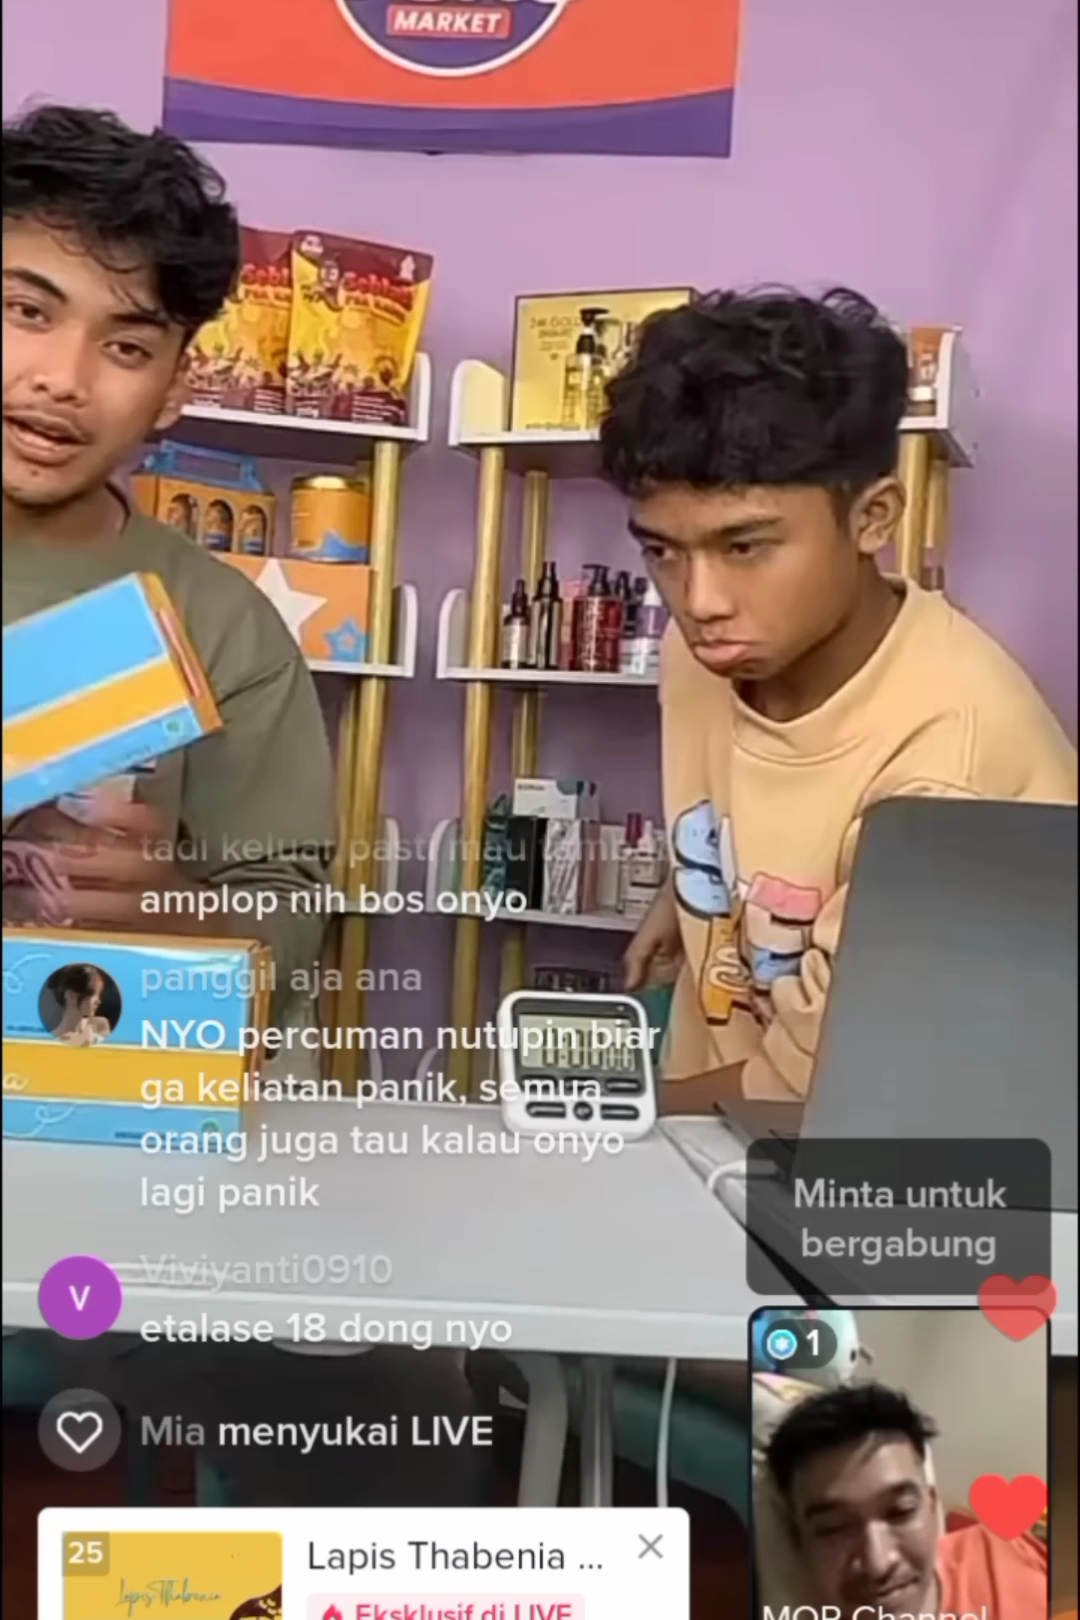 MARKET
tadi keluar pasti mau tambah
amplop nih bos onyo
panggil aja ana
NYO percuman nutupin biar
ga keliatan panik, semua
orang juga tau kalau onyo
lagi panik
Viviyanti0910
V
etalase 18 dong nyo
Mia menyukai LIVE
Minta untuk
bergabung
1
25
Lapis Thabenia ...
Lapis Thabenia
Eksklusif di LIVE
MOP Channel